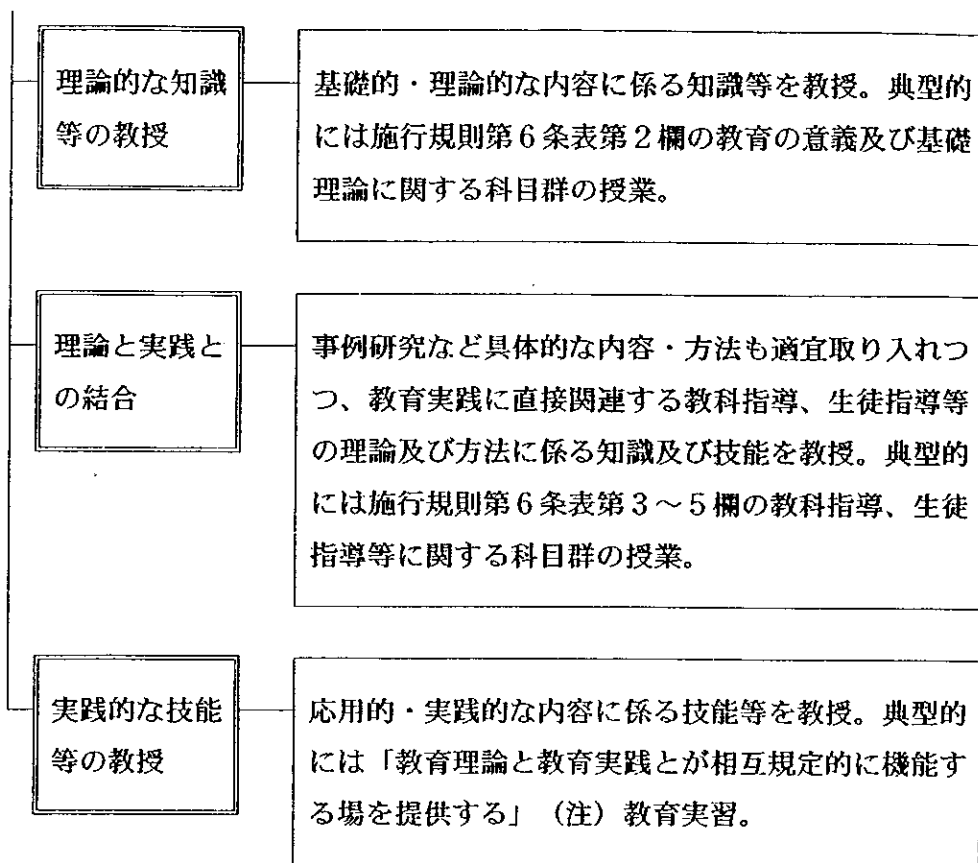 理論的な知識
等の教授
基礎的・理論的な内容に係る知識等を教授。典型的
には施行規則第6条表第2欄の教育の意義及び基礎
理論に関する科目群の授業。
理論と実践と
の結合
事例研究など具体的な内容・方法も適宜取り入れつ
つ、教育実践に直接関連する教科指導、生徒指導等
の理論及び方法に係る知識及び技能を教授。典型的
には施行規則第6条表第3～5欄の教科指導、生徒
指導等に関する科目群の授業。
実践的な技能
等の教授
応用的・実践的な内容に係る技能等を教授。典型的
には「教育理論と教育実践とが相互規定的に機能す
る場を提供する」（注）教育実習。